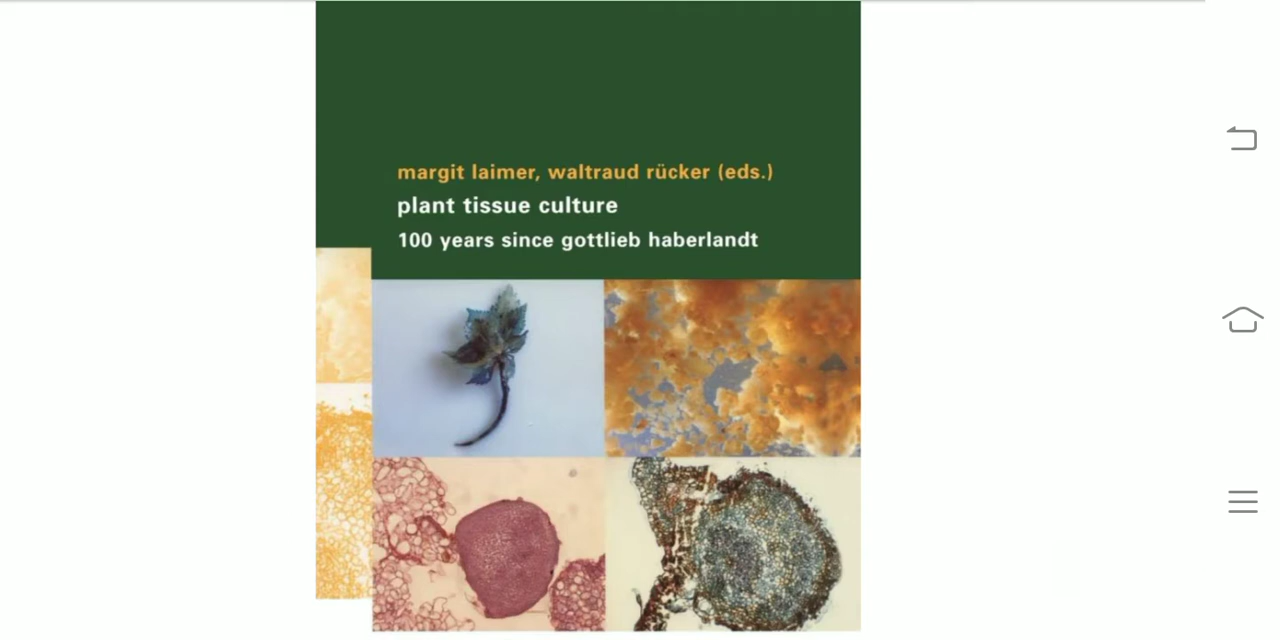 margit laimer, waltraud rücker (eds.)
plant tissue culture
100 years since gottlieb haberlandt